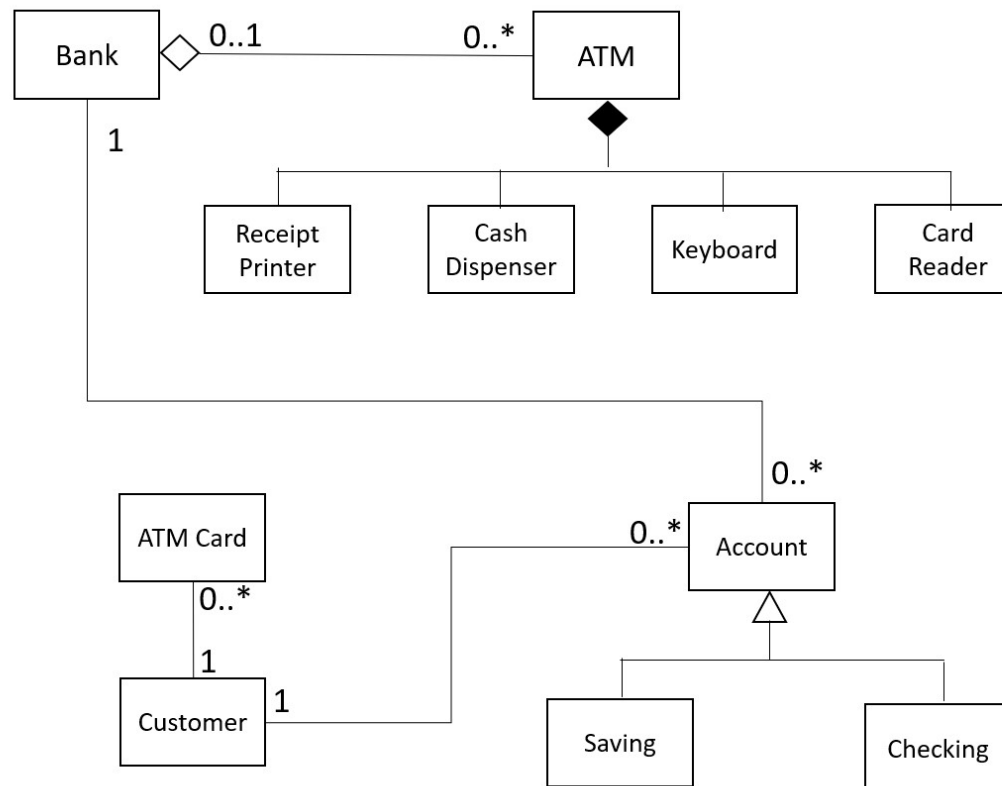 Bank
0..1
0..*
ATM
1
Receipt
Printer
Cash
Dispenser
Keyboard
Card
Reader
0..*
ATM Card
0..*
Account
0..*
1
Customer
1
Saving
Checking